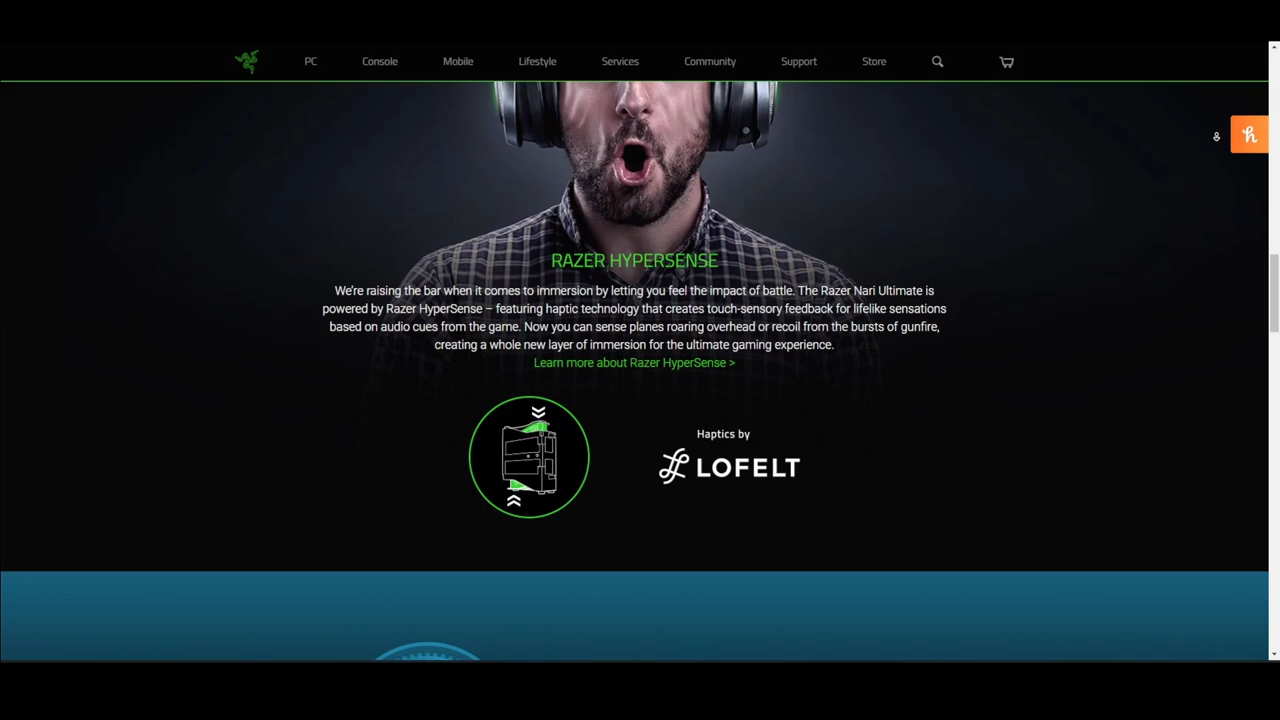 PC Console Mobile Lifestyle Services Community Support Store
RAZER HYPERSENSE
We're raising the bar when it comes to immersion by letting you feel the impact of battle. The Razer Nari Ultimate is
powered by Razer HyperSense – featuring haptic technology that creates touch-sensory feedback for lifelike sensations
based on audio cues from the game. Now you can sense planes roaring overhead or recoil from the bursts of gunfire,
creating a whole new layer of immersion for the ultimate gaming experience.
Learn more about Razer HyperSense >
Haptics by
LOFELT